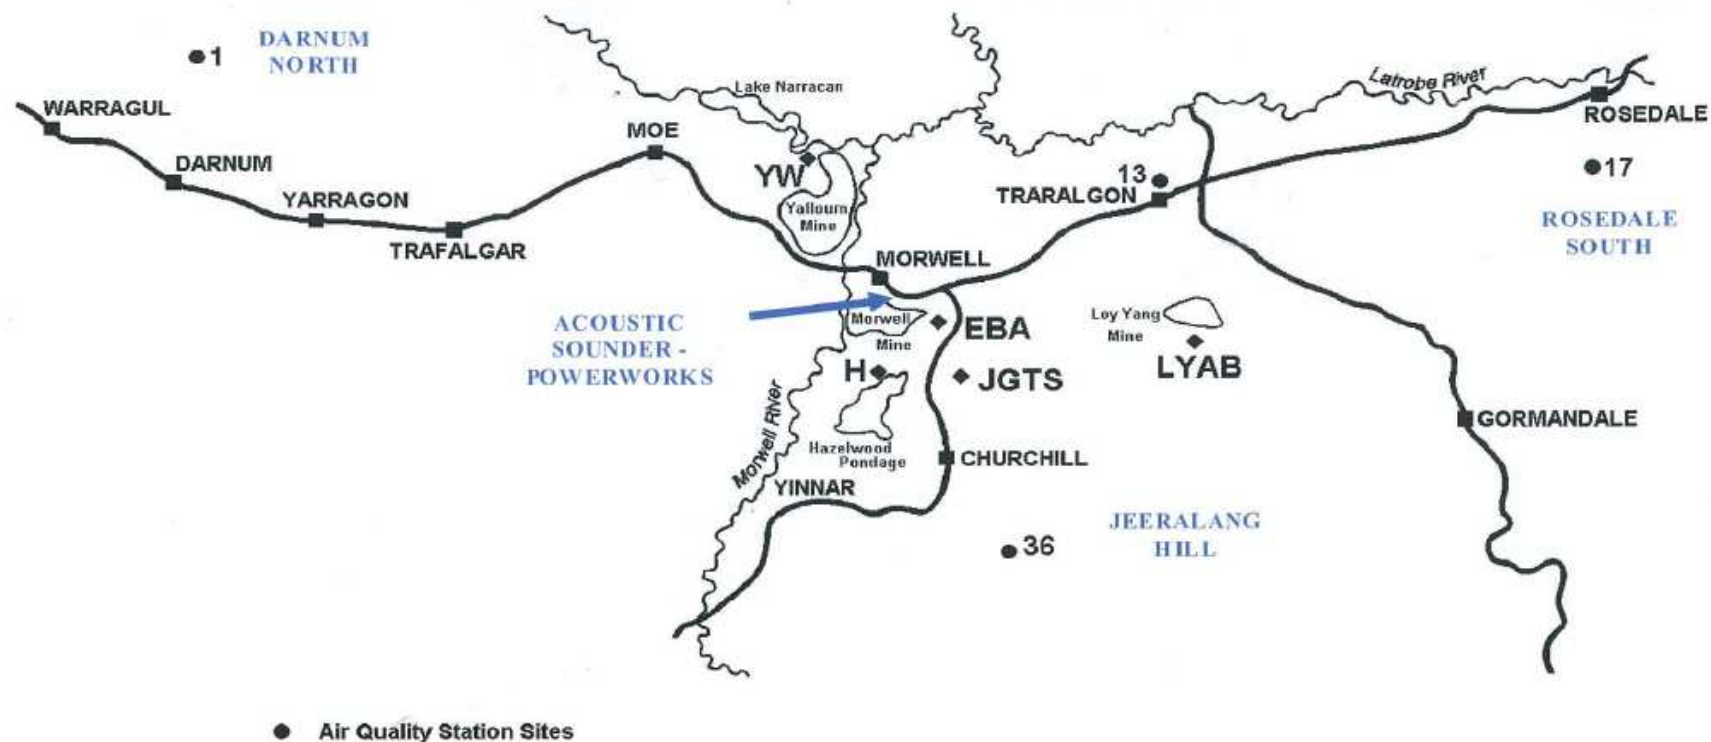 1
DARNUM
NORTH
WARRAGUL
DARNUM
YARRAGON
TRAFALGAR
MOE
Lake Narracan
YW
Yallourn
Mine
Latrobe River
ROSEDALE
17
ROSEDALE
SOUTH
13
TRARALGON
MORWELL
ACOUSTIC
SOUNDER -
POWERWORKS
Morwell
Mine
EBA
H
JGTS
Loy Yang
Mine
LYAB
GORMANDALE
Morwell River
Hazelwood
Pondage
CHURCHILL
YINNAR
36
JEERALANG
HILL
Air Quality Station Sites